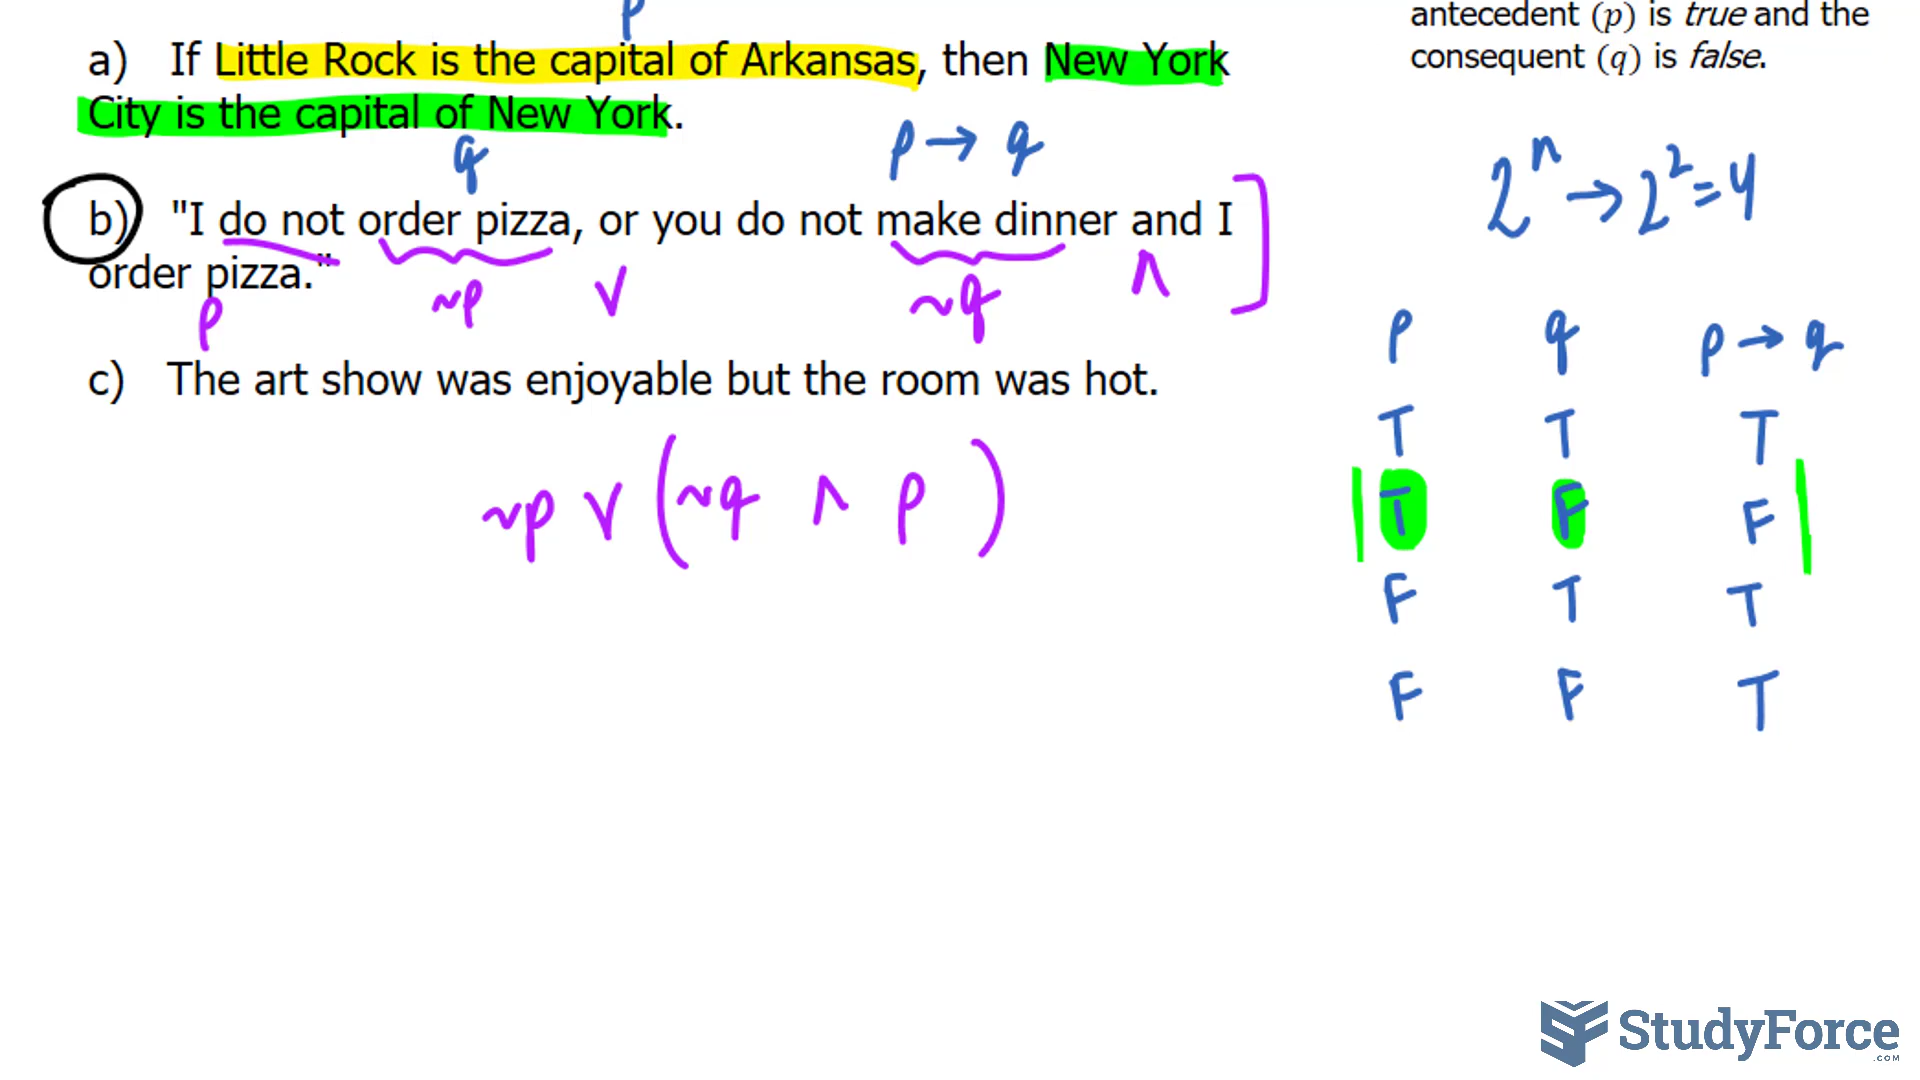 p
a) If Little Rock is the capital of Arkansas, then New York
City is the capital of New York.
q
p → q
b) "I do not order pizza, or you do not make dinner and I
order pizza."
p
~p
∨
~q
∧
c) The art show was enjoyable but the room was hot.
~p ∨ (~q ∧ p)
antecedent (p) is true and the
consequent (q) is false.
2ⁿ → 2² = 4
p q p → q
T T T
T F F
F T T
F F T
StudyForce
.COM